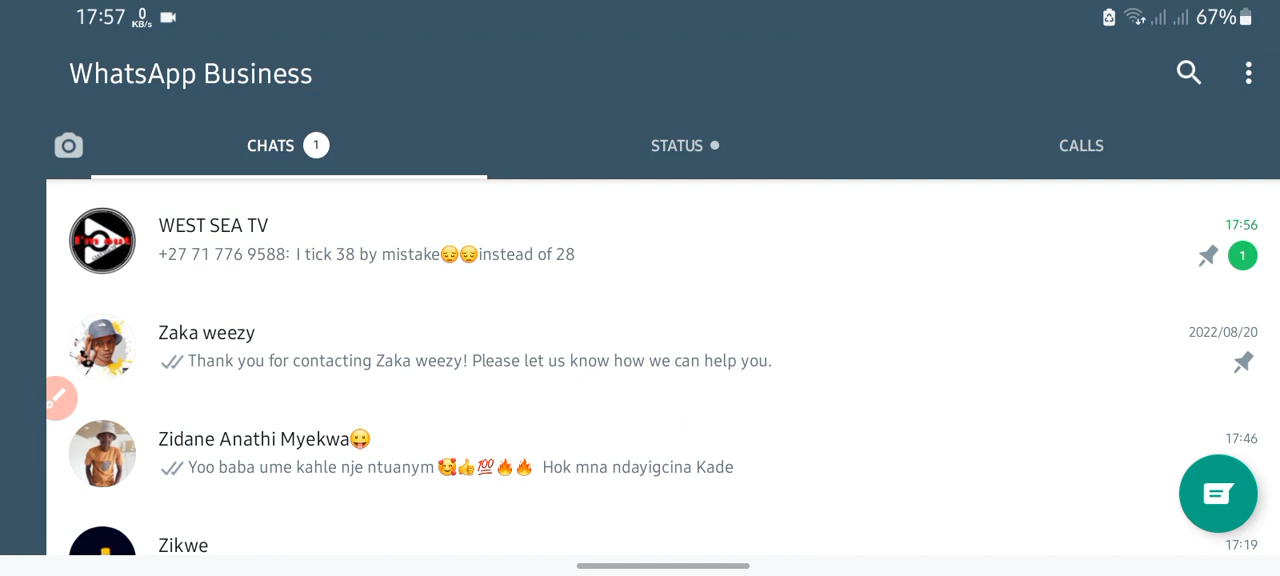 17:57 0 KB/s 67%
WhatsApp Business
CHATS 1 STATUS CALLS
WEST SEA TV 17:56
I'm out
+27 71 776 9588: I tick 38 by mistake😔😔instead of 28 1
Zaka weezy 2022/08/20
Thank you for contacting Zaka weezy! Please let us know how we can help you.
Zidane Anathi Myekwa😛 17:46
Yoo baba ume kahle nje ntuanym 🥰👍💯🔥🔥 Hok mna ndayigcina Kade
Zikwe 17:19